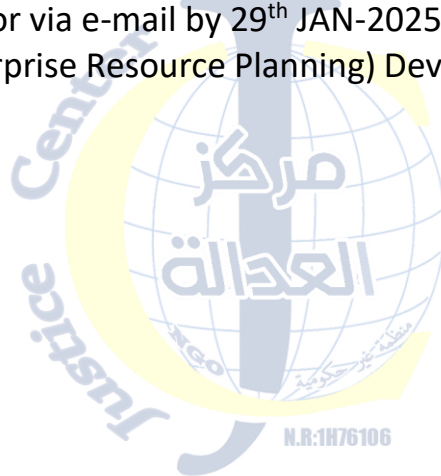 or via e-mail by 29th JAN-2025
rprise Resource Planning) Dev
Justice Center
مركز
العدالة
NGO
منظمة غير حكومية
N.R:1H76106